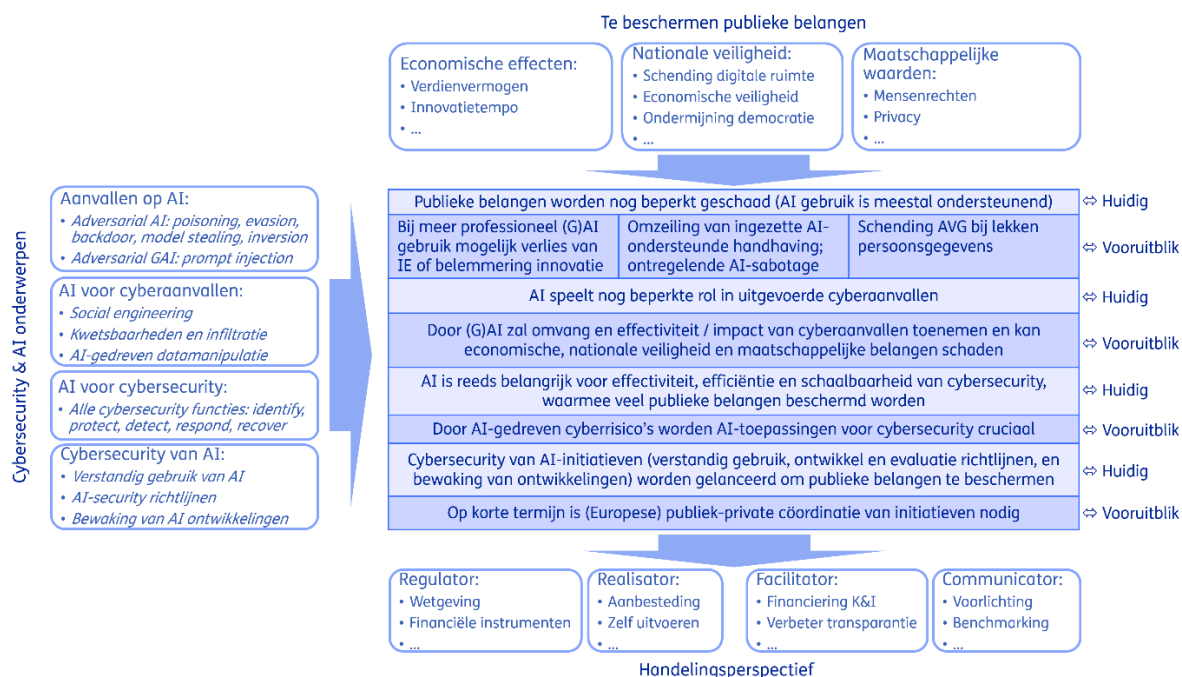 Te beschermen publieke belangen
Economische effecten:
• Verdienvermogen
• Innovatietempo
• ...
Nationale veiligheid:
• Schending digitale ruimte
• Economische veiligheid
• Ondermijning democratie
• ...
Maatschappelijke
waarden:
• Mensenrechten
• Privacy
• ...
Cybersecurity & AI onderwerpen
Aanvallen op AI:
• Adversarial AI: poisoning, evasion,
backdoor, model stealing, inversion
• Adversarial GAI: prompt injection
AI voor cyberaanvallen:
• Social engineering
• Kwetsbaarheden en infiltratie
• AI-gedreven datamanipulatie
AI voor cybersecurity:
• Alle cybersecurity functies: identify,
protect, detect, respond, recover
Cybersecurity van AI:
• Verstandig gebruik van AI
• AI-security richtlijnen
• Bewaking van AI ontwikkelingen
Publieke belangen worden nog beperkt geschaad (AI gebruik is meestal ondersteunend)
⇔ Huidig
Bij meer professioneel (G)AI
gebruik mogelijk verlies van
IE of belemmering innovatie
Omzeiling van ingezette AI-
ondersteunde handhaving;
ontregelende AI-sabotage
Schending AVG bij lekken
persoonsgegevens
⇔ Vooruitblik
AI speelt nog beperkte rol in uitgevoerde cyberaanvallen
⇔ Huidig
Door (G)AI zal omvang en effectiviteit / impact van cyberaanvallen toenemen en kan
economische, nationale veiligheid en maatschappelijke belangen schaden
⇔ Vooruitblik
AI is reeds belangrijk voor effectiviteit, efficiëntie en schaalbaarheid van cybersecurity,
waarmee veel publieke belangen beschermd worden
⇔ Huidig
Door AI-gedreven cyberrisico's worden AI-toepassingen voor cybersecurity cruciaal
⇔ Vooruitblik
Cybersecurity van AI-initiatieven (verstandig gebruik, ontwikkel en evaluatie richtlijnen, en
bewaking van ontwikkelingen) worden gelanceerd om publieke belangen te beschermen
⇔ Huidig
Op korte termijn is (Europese) publiek-private cöordinatie van initiatieven nodig
⇔ Vooruitblik
Regulator:
• Wetgeving
• Financiële instrumenten
• ...
Realisator:
• Aanbesteding
• Zelf uitvoeren
• ...
Facilitator:
• Financiering K&I
• Verbeter transparantie
• ...
Communicator:
• Voorlichting
• Benchmarking
• ...
Handelingsperspectief